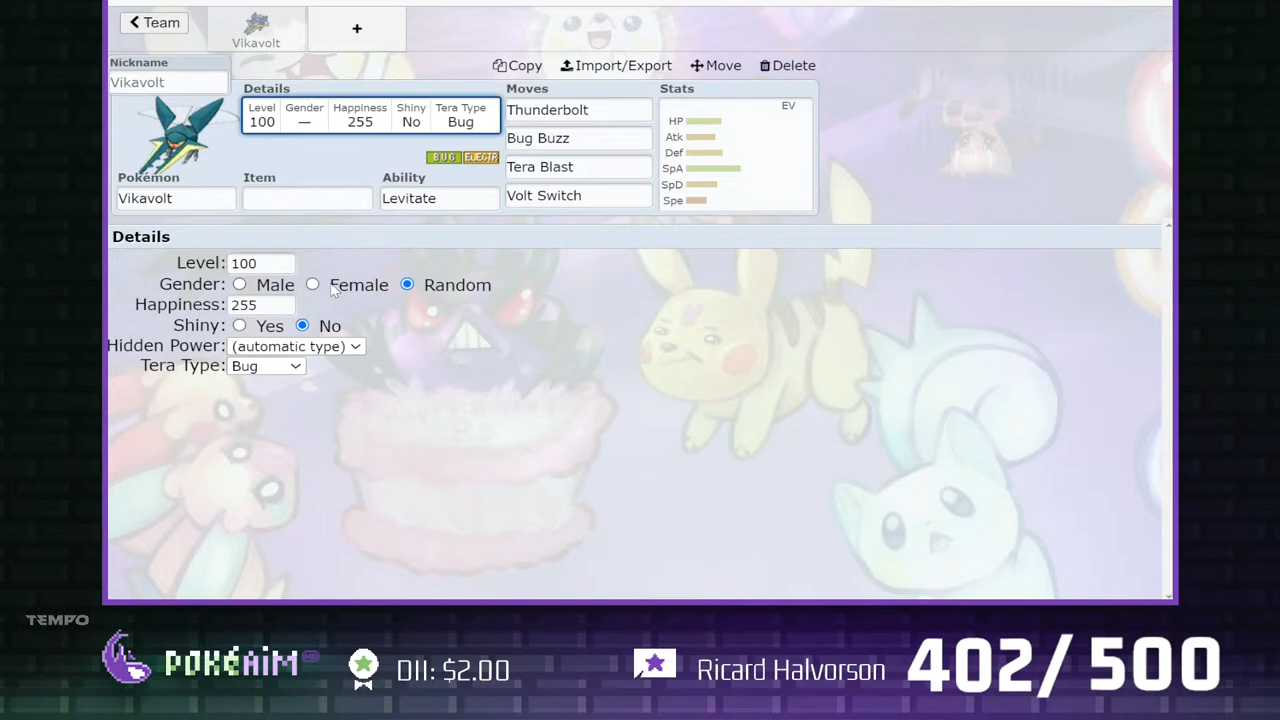 Team
Vikavolt
+
Nickname
Vikavolt
Copy Import/Export Move Delete
Details
Level Gender Happiness Shiny Tera Type
100 — 255 No Bug
BUG ELECTR
Pokémon Item Ability
Vikavolt Levitate
Moves
Thunderbolt
Bug Buzz
Tera Blast
Volt Switch
Stats
EV
HP
Atk
Def
SpA
SpD
Spe
Details
Level: 100
Gender: Male Female Random
Happiness: 255
Shiny: Yes No
Hidden Power: (automatic type)
Tera Type: Bug
TEMPO
POKÉAIM MD
DII: $2.00
Ricard Halvorson
402/500